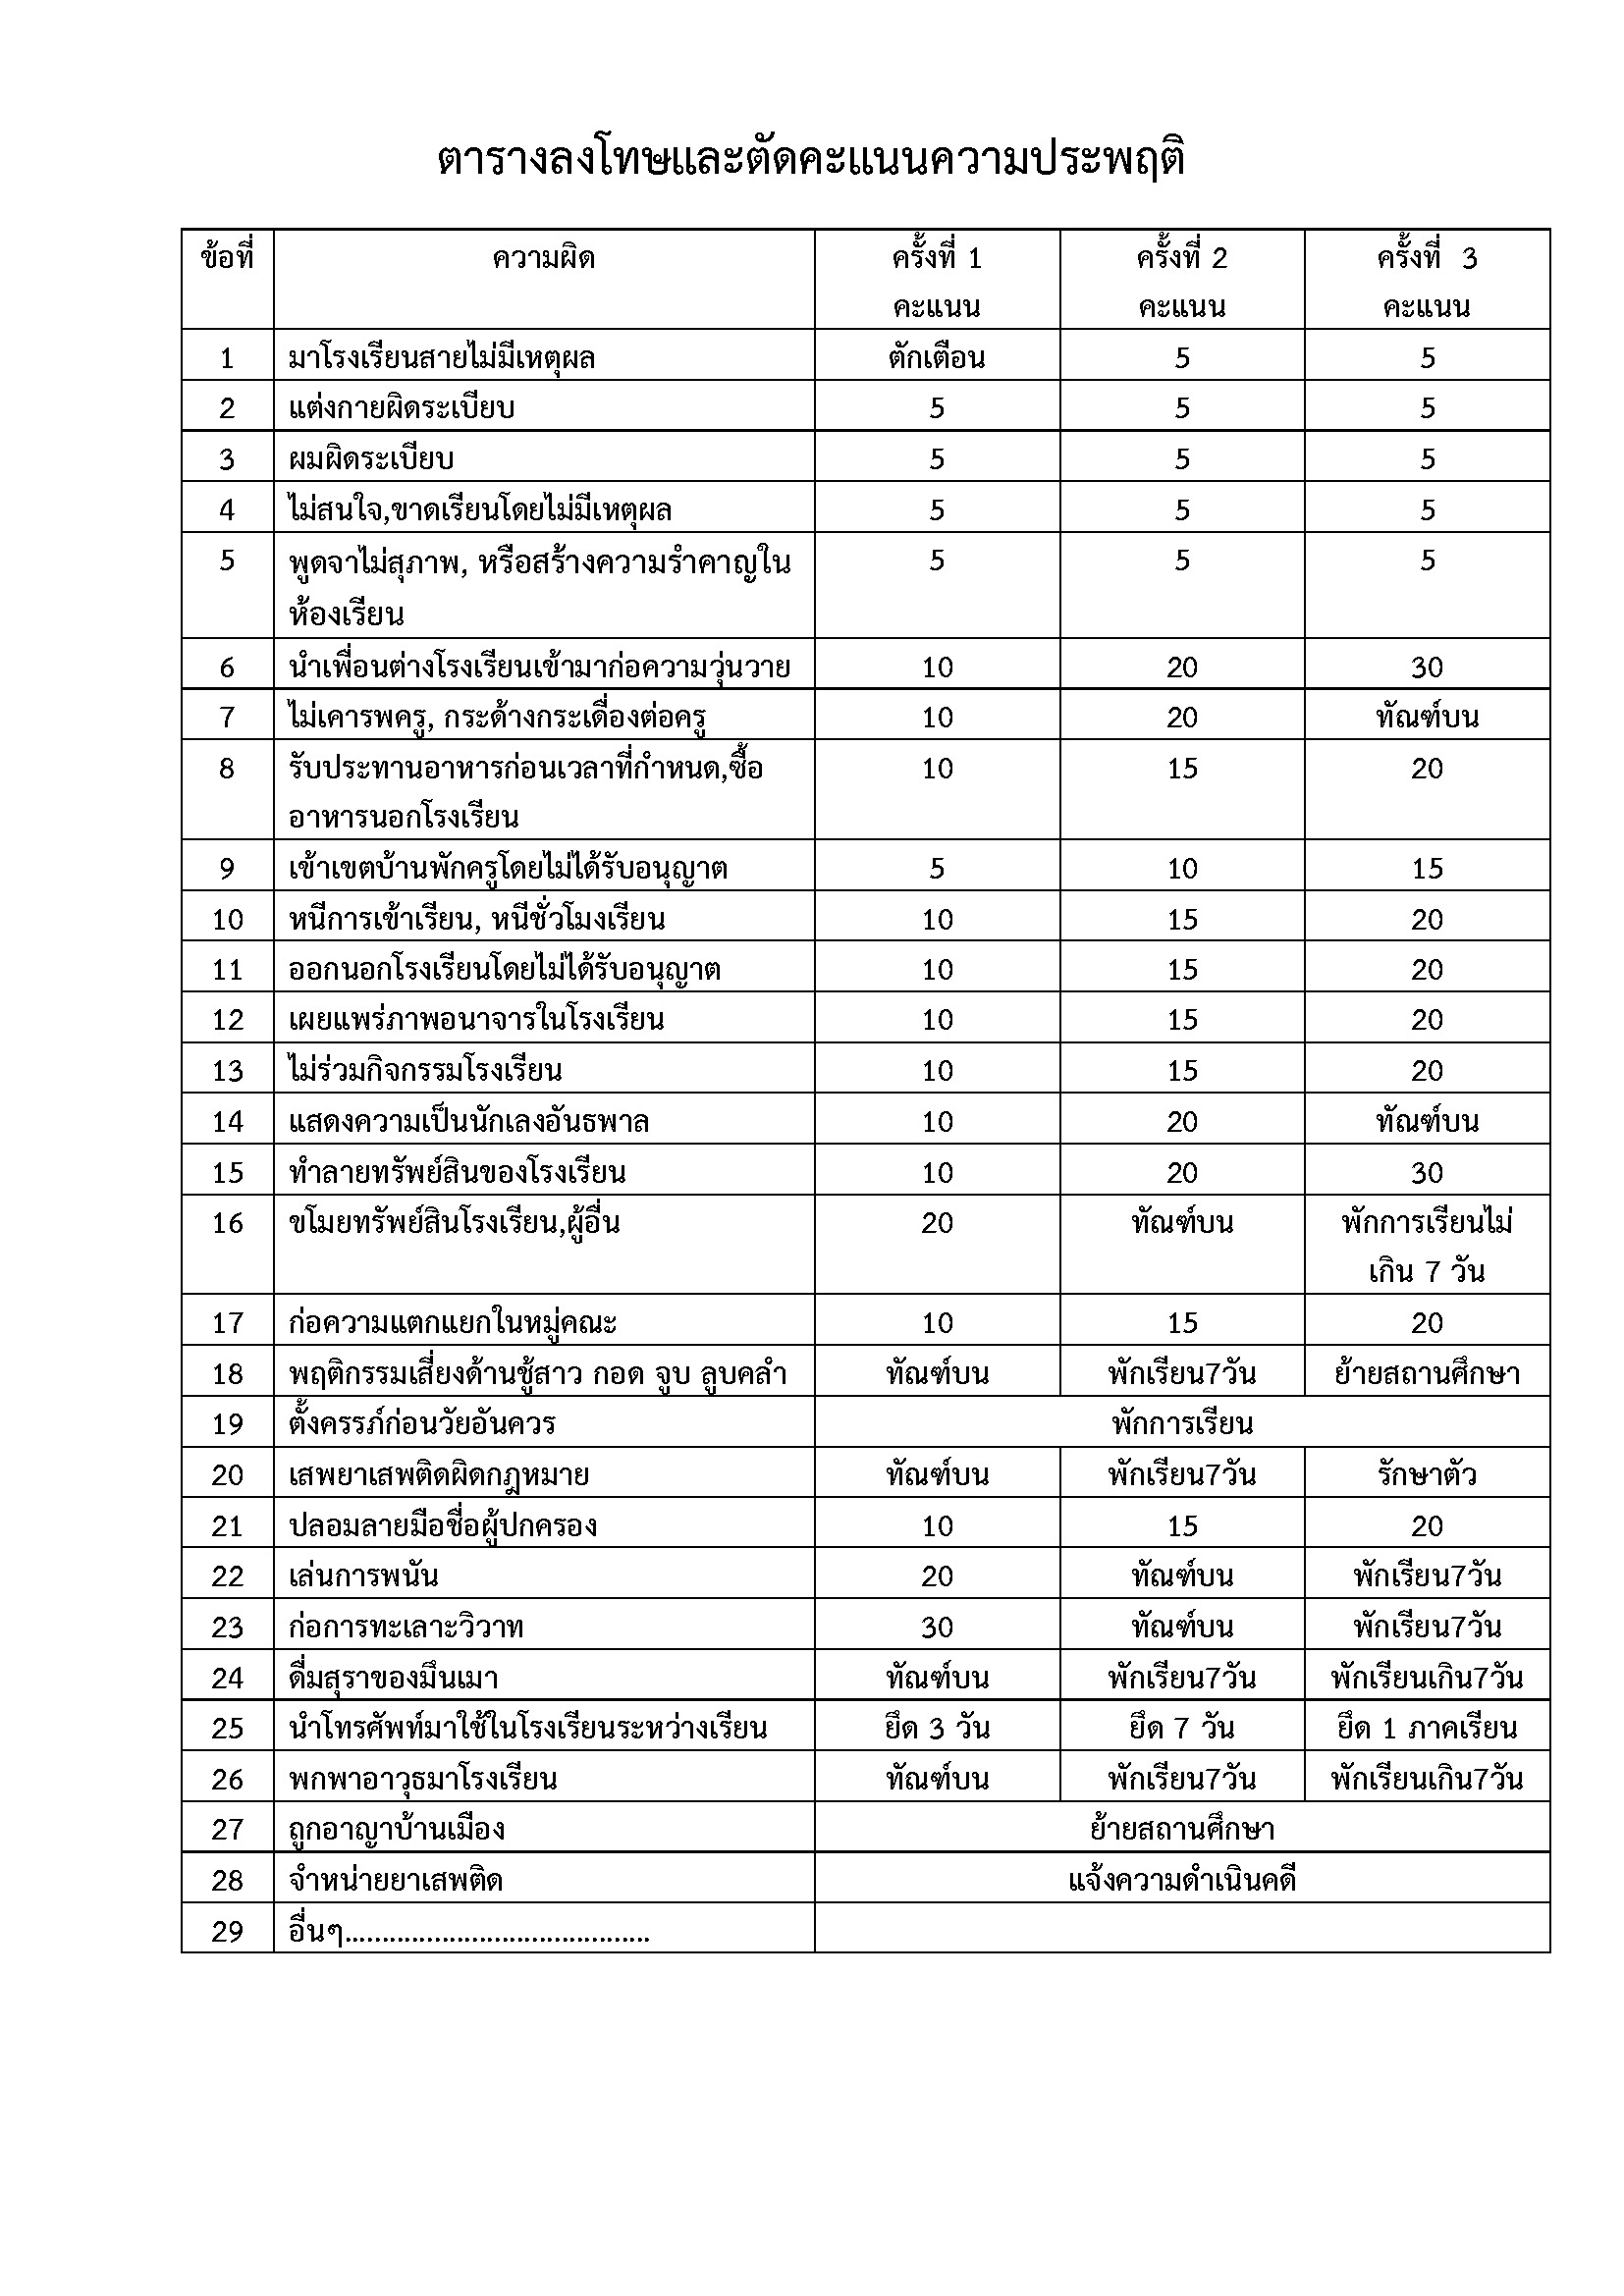 ตารางลงโทษและตัดคะแนนความประพฤติ
ข้อที่ ความผิด ครั้งที่ 1 ครั้งที่ 2 ครั้งที่ 3
คะแนน คะแนน คะแนน
1 มาโรงเรียนสายไม่มีเหตุผล ตักเตือน 5 5
2 แต่งกายผิดระเบียบ 5 5 5
3 ผมผิดระเบียบ 5 5 5
4 ไม่สนใจ,ขาดเรียนโดยไม่มีเหตุผล 5 5 5
5 พูดจาไม่สุภาพ, หรือสร้างความรำคาญใน 5 5 5
ห้องเรียน
6 นำเพื่อนต่างโรงเรียนเข้ามาก่อความวุ่นวาย 10 20 30
7 ไม่เคารพครู, กระด้างกระเดื่องต่อครู 10 20 ทัณฑ์บน
8 รับประทานอาหารก่อนเวลาที่กำหนด,ซื้อ 10 15 20
อาหารนอกโรงเรียน
9 เข้าเขตบ้านพักครูโดยไม่ได้รับอนุญาต 5 10 15
10 หนีการเข้าเรียน, หนีชั่วโมงเรียน 10 15 20
11 ออกนอกโรงเรียนโดยไม่ได้รับอนุญาต 10 15 20
12 เผยแพร่ภาพอนาจารในโรงเรียน 10 15 20
13 ไม่ร่วมกิจกรรมโรงเรียน 10 15 20
14 แสดงความเป็นนักเลงอันธพาล 10 20 ทัณฑ์บน
15 ทำลายทรัพย์สินของโรงเรียน 10 20 30
16 ขโมยทรัพย์สินโรงเรียน,ผู้อื่น 20 ทัณฑ์บน พักการเรียนไม่
เกิน 7 วัน
17 ก่อความแตกแยกในหมู่คณะ 10 15 20
18 พฤติกรรมเสี่ยงด้านชู้สาว กอด จูบ ลูบคลำ ทัณฑ์บน พักเรียน7วัน ย้ายสถานศึกษา
19 ตั้งครรภ์ก่อนวัยอันควร พักการเรียน
20 เสพยาเสพติดผิดกฎหมาย ทัณฑ์บน พักเรียน7วัน รักษาตัว
21 ปลอมลายมือชื่อผู้ปกครอง 10 15 20
22 เล่นการพนัน 20 ทัณฑ์บน พักเรียน7วัน
23 ก่อการทะเลาะวิวาท 30 ทัณฑ์บน พักเรียน7วัน
24 ดื่มสุราของมึนเมา ทัณฑ์บน พักเรียน7วัน พักเรียนเกิน7วัน
25 นำโทรศัพท์มาใช้ในโรงเรียนระหว่างเรียน ยึด 3 วัน ยึด 7 วัน ยึด 1 ภาคเรียน
26 พกพาอาวุธมาโรงเรียน ทัณฑ์บน พักเรียน7วัน พักเรียนเกิน7วัน
27 ถูกอาญาบ้านเมือง ย้ายสถานศึกษา
28 จำหน่ายยาเสพติด แจ้งความดำเนินคดี
29 อื่นๆ.........................................